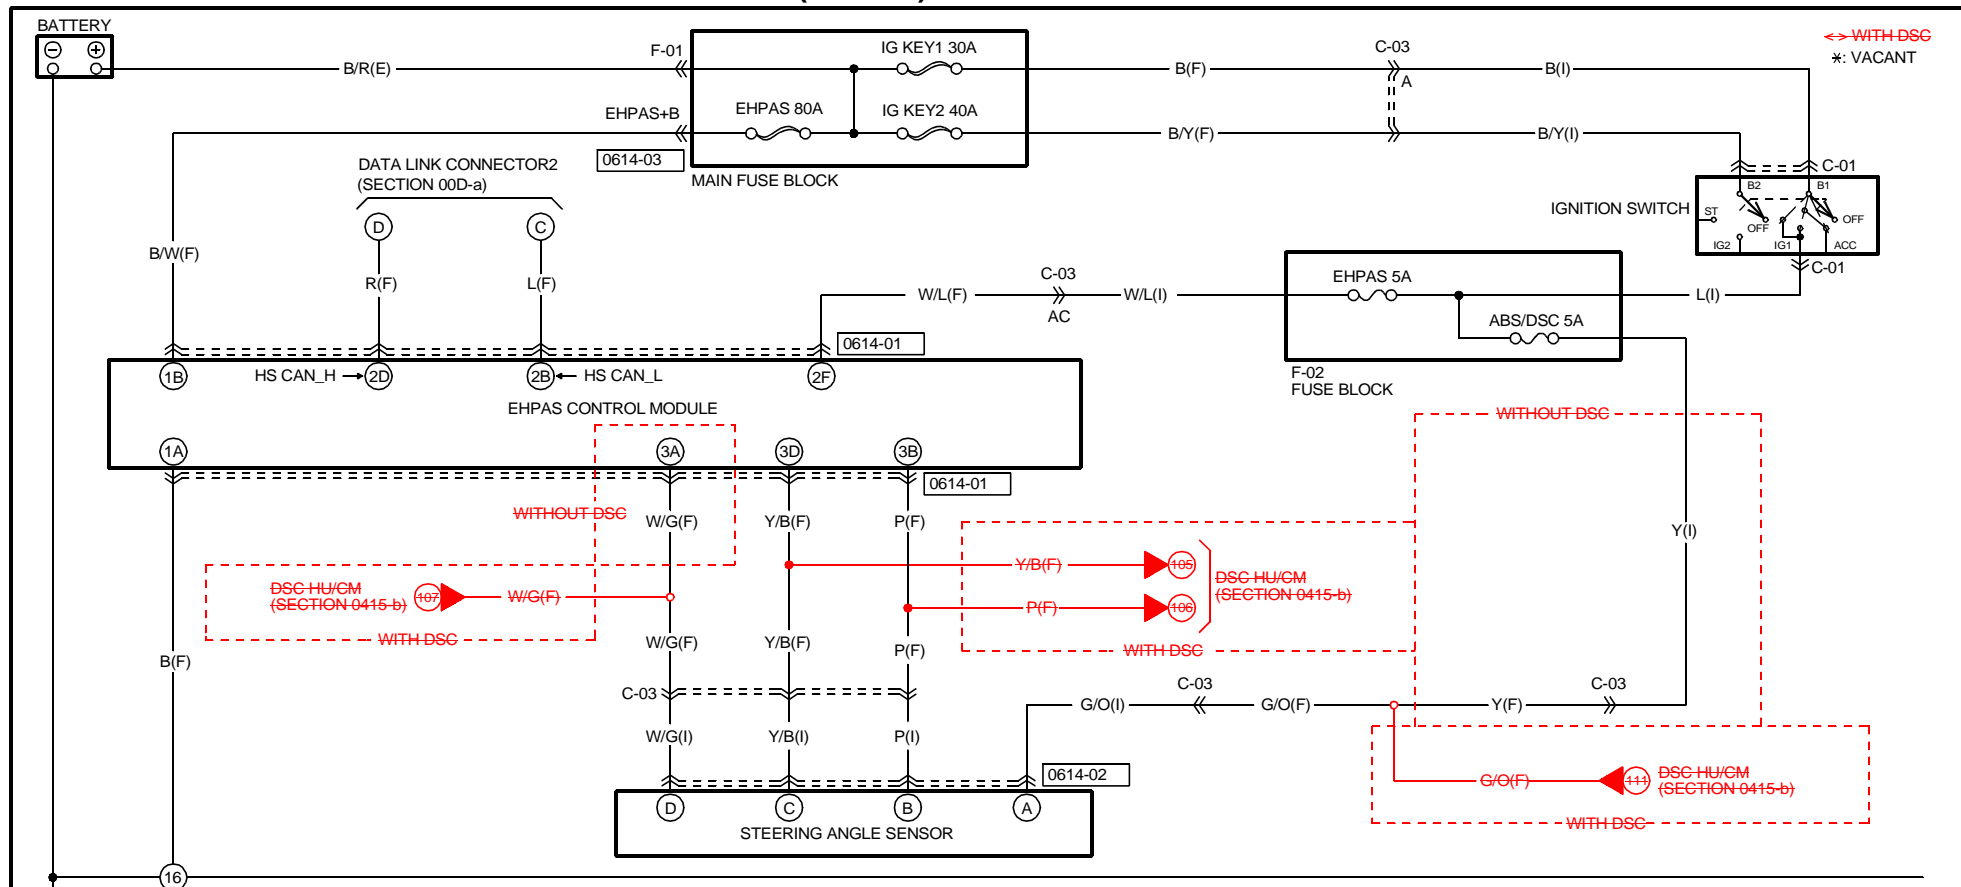 BATTERY
B/R(E)
F-01
IG KEY1 30A
B(F)
C-03
A
B(I)
<-> WITH DSC
*: VACANT
EHPAS+B
EHPAS 80A
IG KEY2 40A
B/Y(F)
B/Y(I)
0614-03
MAIN FUSE BLOCK
DATA LINK CONNECTOR2
(SECTION 00D-a)
C-01
B2
B1
IGNITION SWITCH
ST
OFF
OFF
IG2
IG1
ACC
C-01
D
C
B/W(F)
R(F)
L(F)
W/L(F)
C-03
AC
W/L(I)
EHPAS 5A
L(I)
ABS/DSC 5A
F-02
FUSE BLOCK
0614-01
1B
HS CAN_H
2D
2B
HS CAN_L
2F
EHPAS CONTROL MODULE
1A
3A
3D
3B
0614-01
WITHOUT DSC
WITHOUT DSC
W/G(F)
Y/B(F)
P(F)
Y(I)
Y/B(F)
105
DSC HU/CM
(SECTION 0415-b)
P(F)
106
WITH DSC
DSC HU/CM
(SECTION 0415-b)
107
W/G(F)
WITH DSC
B(F)
W/G(F)
Y/B(F)
P(F)
C-03
W/G(I)
Y/B(I)
P(I)
G/O(I)
C-03
G/O(F)
Y(F)
C-03
0614-02
G/O(F)
111
DSC HU/CM
(SECTION 0415-b)
WITH DSC
D
C
B
A
STEERING ANGLE SENSOR
16